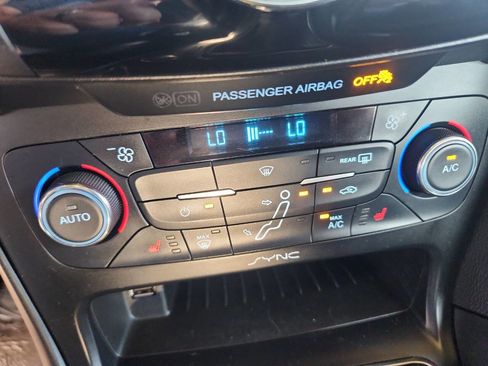 PASSENGER AIRBAG OFF
ON
LO LO
REAR
AUTO
A/C
MAX
MAX
A/C
SYNC